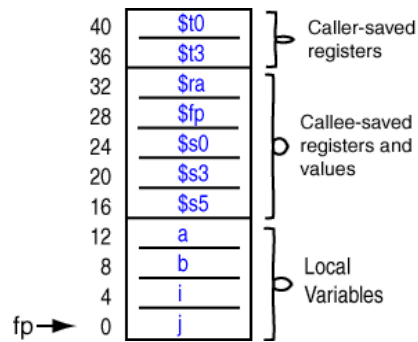 40 $t0 Caller-saved
36 $t3 registers
32 $ra
28 $fp Callee-saved
24 $s0 registers and
20 $s3 values
16 $s5
12 a
8 b Local
4 i Variables
fp 0 j